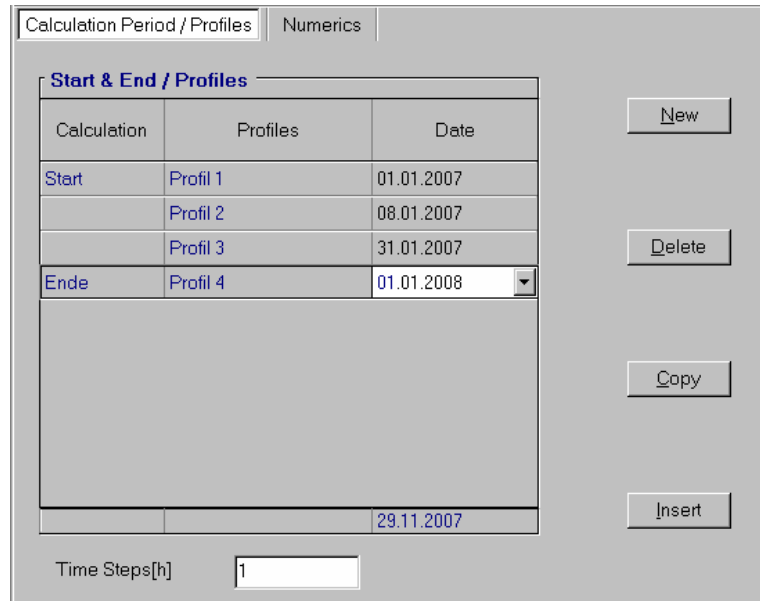 Calculation Period / Profiles Numerics
Start & End / Profiles
Calculation Profiles Date
Start Profil 1 01.01.2007
Profil 2 08.01.2007
Profil 3 31.01.2007
Ende Profil 4 01.01.2008
29.11.2007
Time Steps[h] 1
New
Delete
Copy
Insert